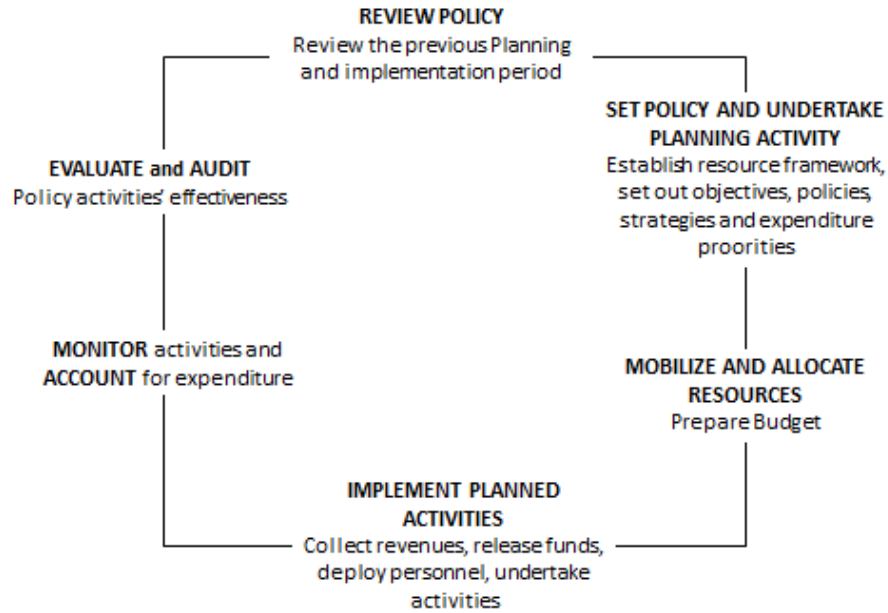 REVIEW POLICY
Review the previous Planning
and implementation period
SET POLICY AND UNDERTAKE
PLANNING ACTIVITY
Establish resource framework,
set out objectives, policies,
strategies and expenditure
proorities
MOBILIZE AND ALLOCATE
RESOURCES
Prepare Budget
IMPLEMENT PLANNED
ACTIVITIES
Collect revenues, release funds,
deploy personnel, undertake
activities
MONITOR activities and
ACCOUNT for expenditure
EVALUATE and AUDIT
Policy activities' effectiveness